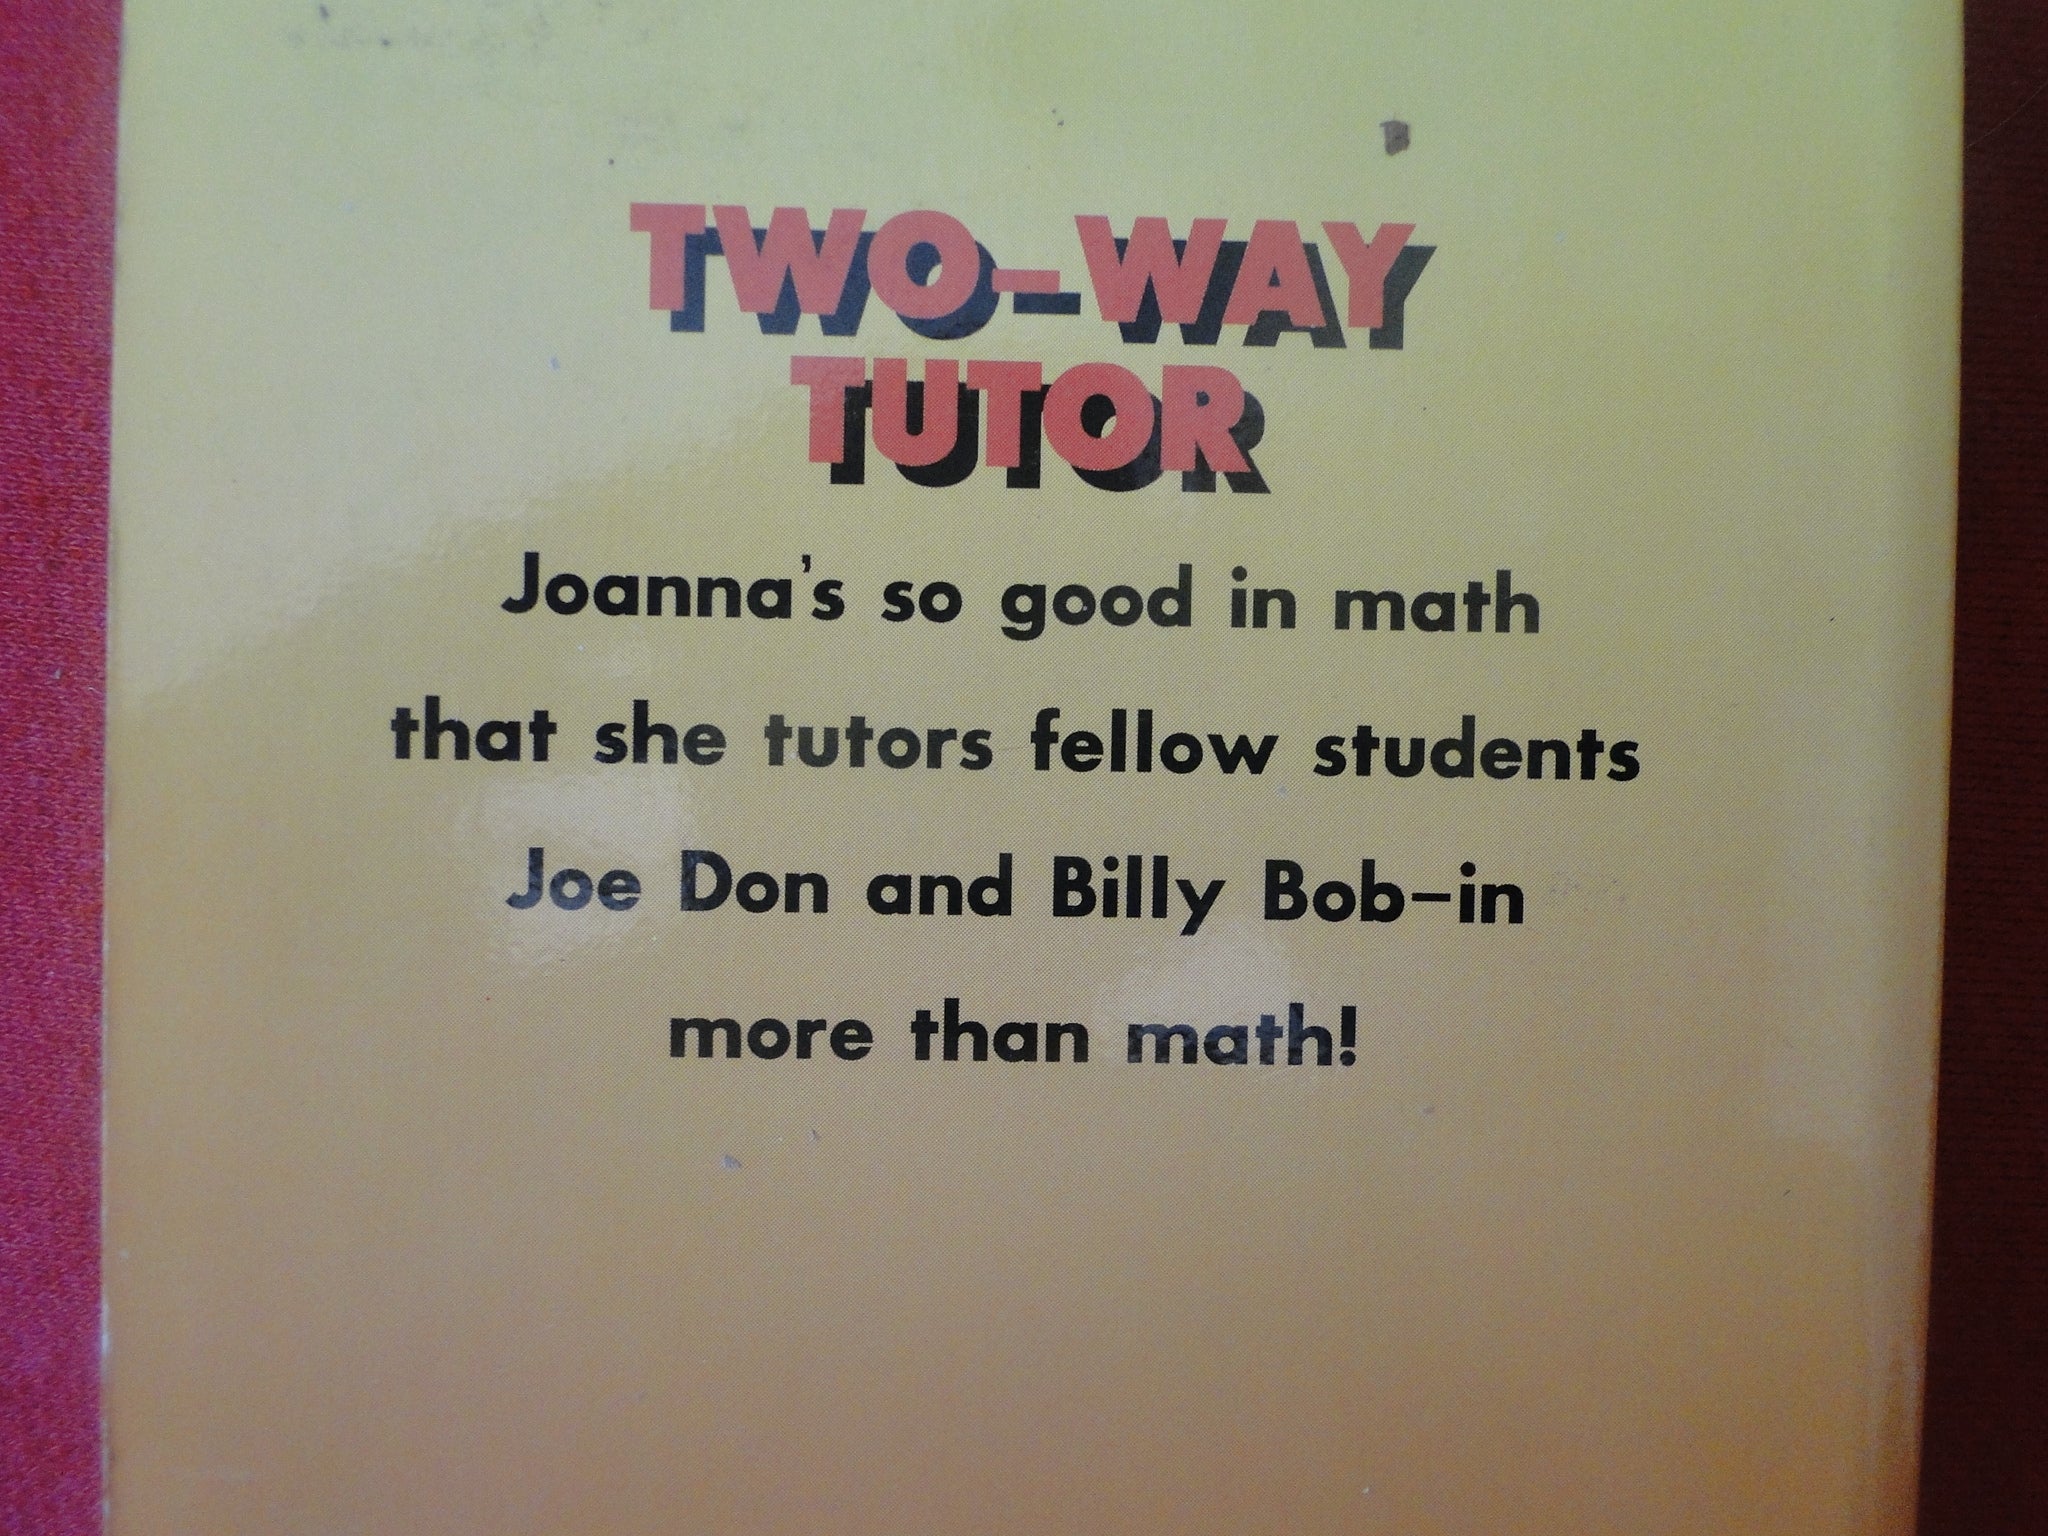 TWO-WAY
TUTOR
Joanna's so good in math
that she tutors fellow students
Joe Don and Billy Bob–in
more than math!